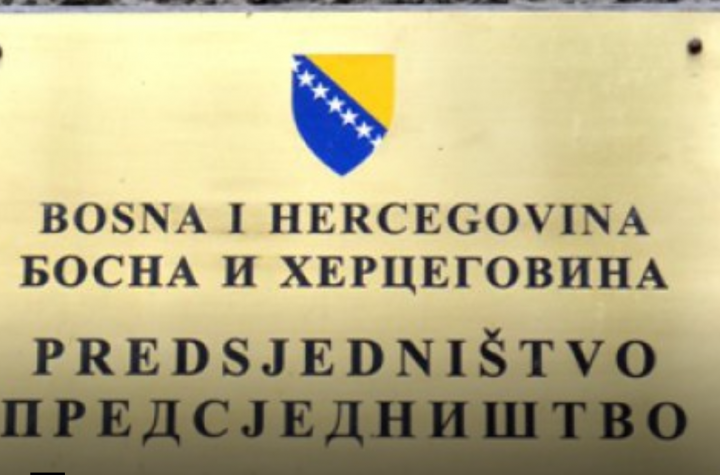 BOSNA I HERCEGOVINA
БОСНА И ХЕРЦЕГОВИНА
PREDSJEDNIŠTVO
ПРЕДСЈЕДНИШТВО